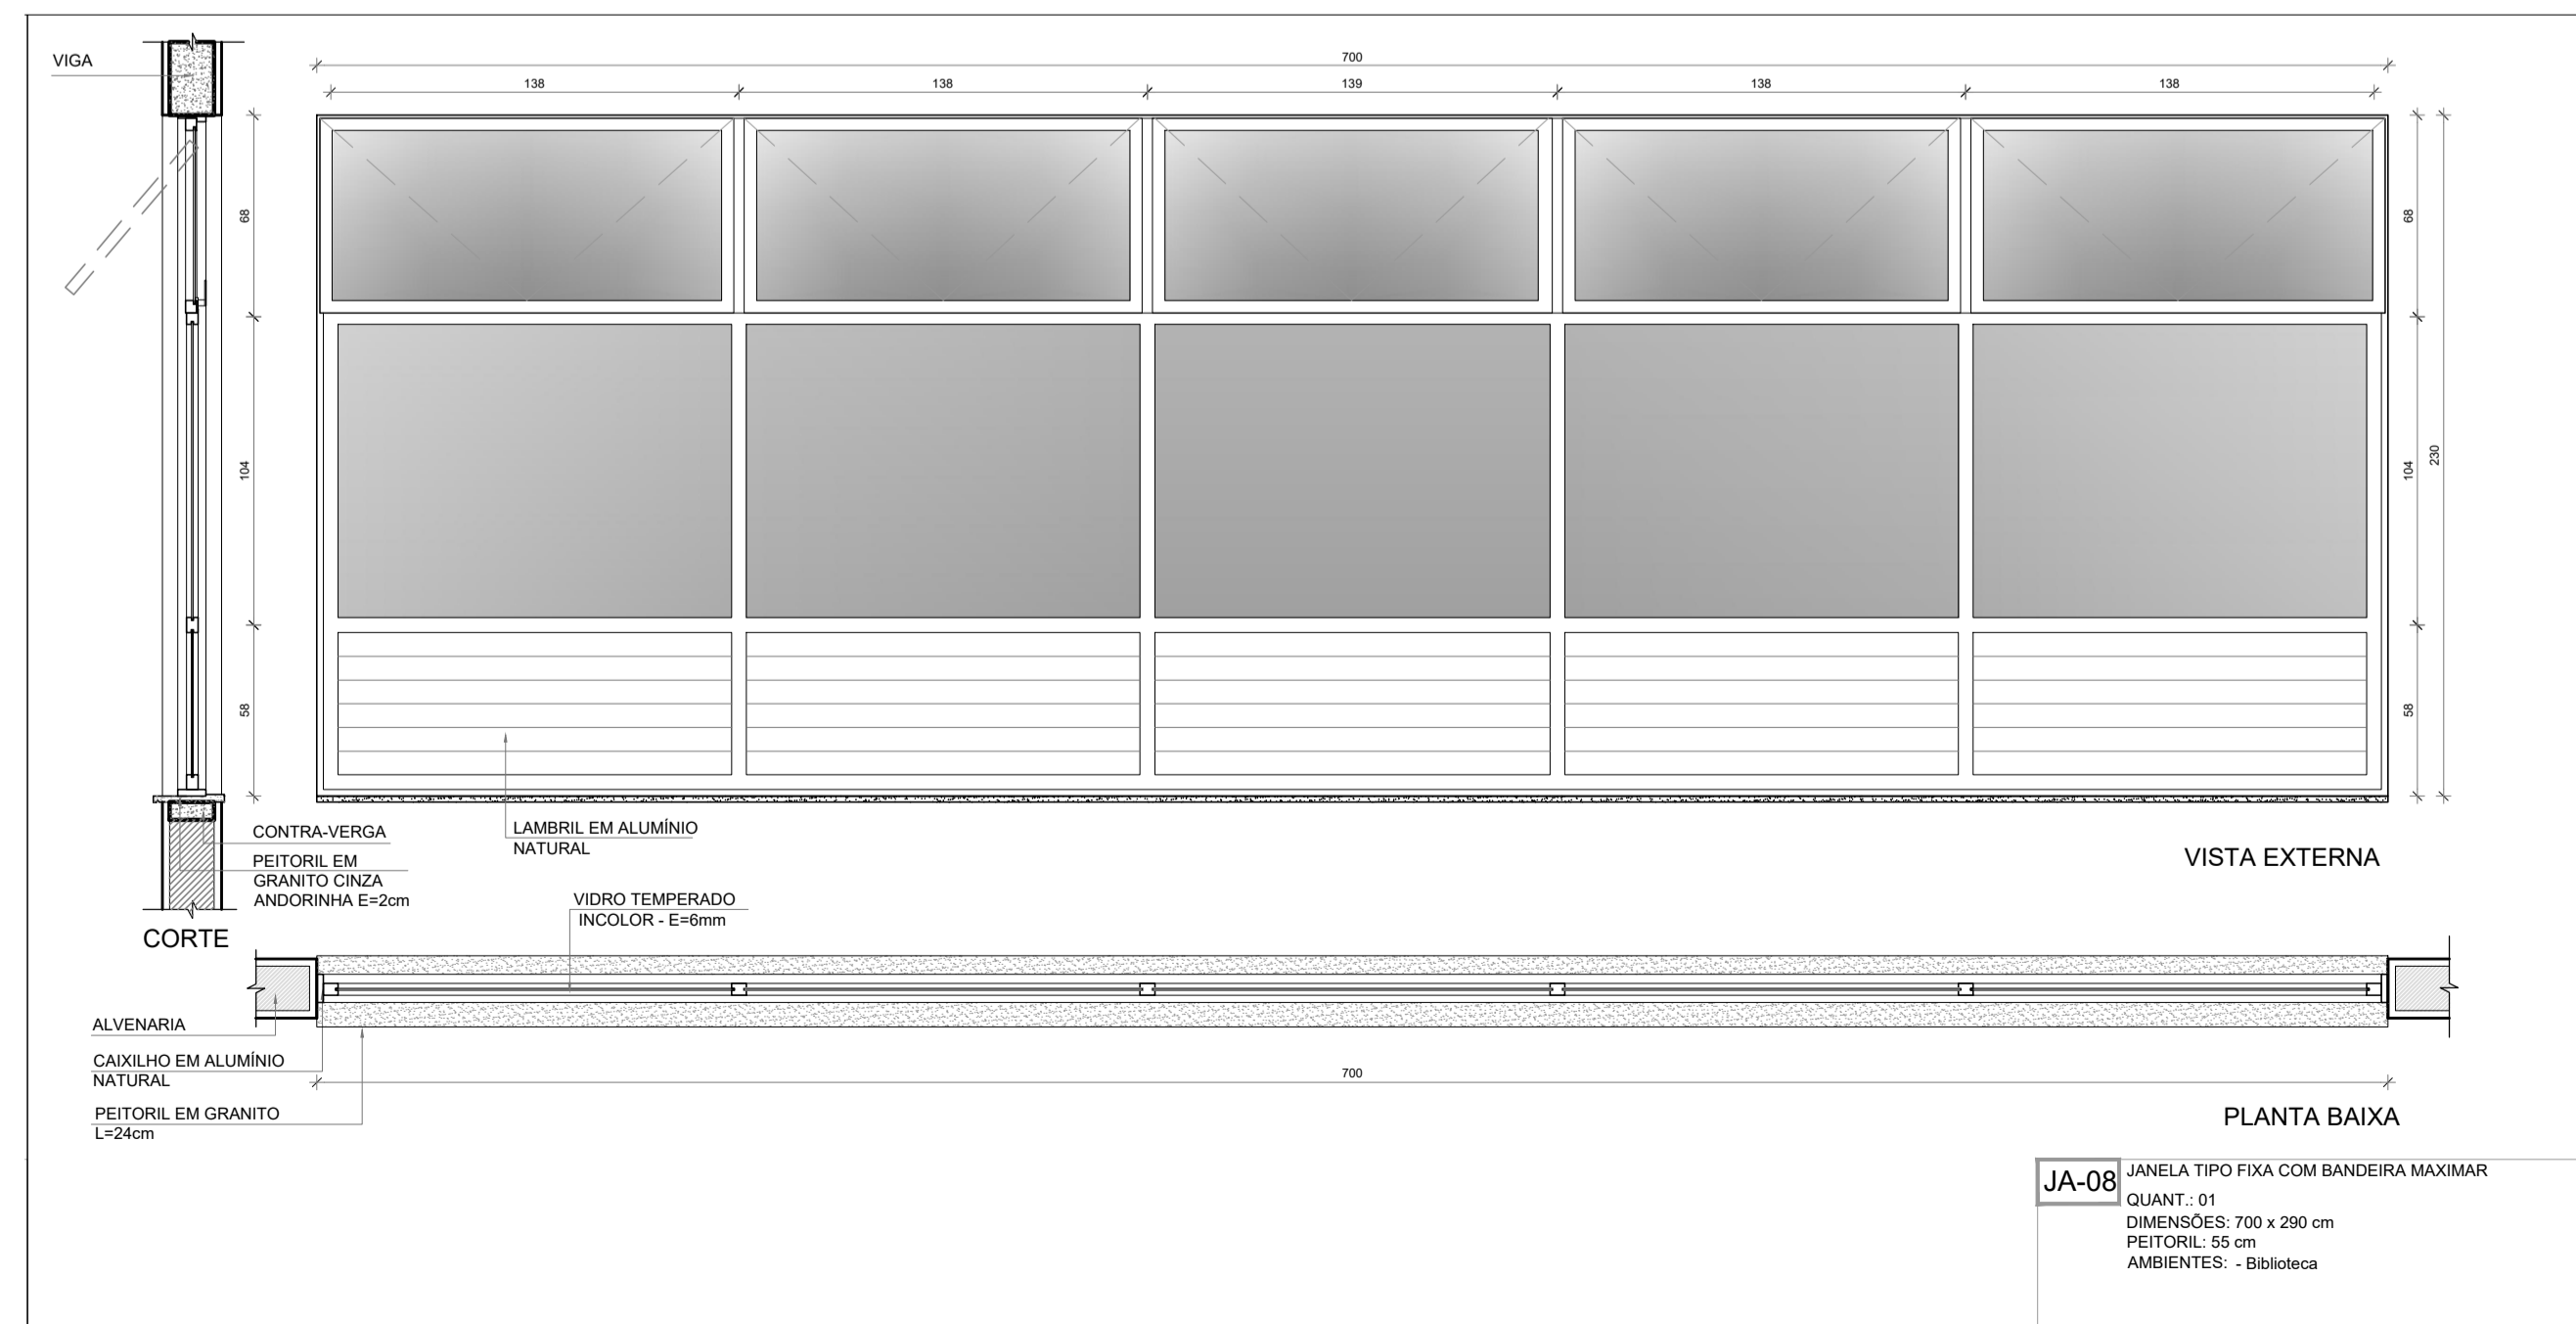 VIGA
700
138
138
139
138
138
68
104
58
68
104
58
230
CONTRA-VERGA
PEITORIL EM
GRANITO CINZA
ANDORINHA E=2cm
CORTE
LAMBRIL EM ALUMÍNIO
NATURAL
VISTA EXTERNA
VIDRO TEMPERADO
INCOLOR - E=6mm
ALVENARIA
CAIXILHO EM ALUMÍNIO
NATURAL
PEITORIL EM GRANITO
L=24cm
700
PLANTA BAIXA
JA-08
JANELA TIPO FIXA COM BANDEIRA MAXIMAR
QUANT.: 01
DIMENSÕES: 700 x 290 cm
PEITORIL: 55 cm
AMBIENTES: - Biblioteca